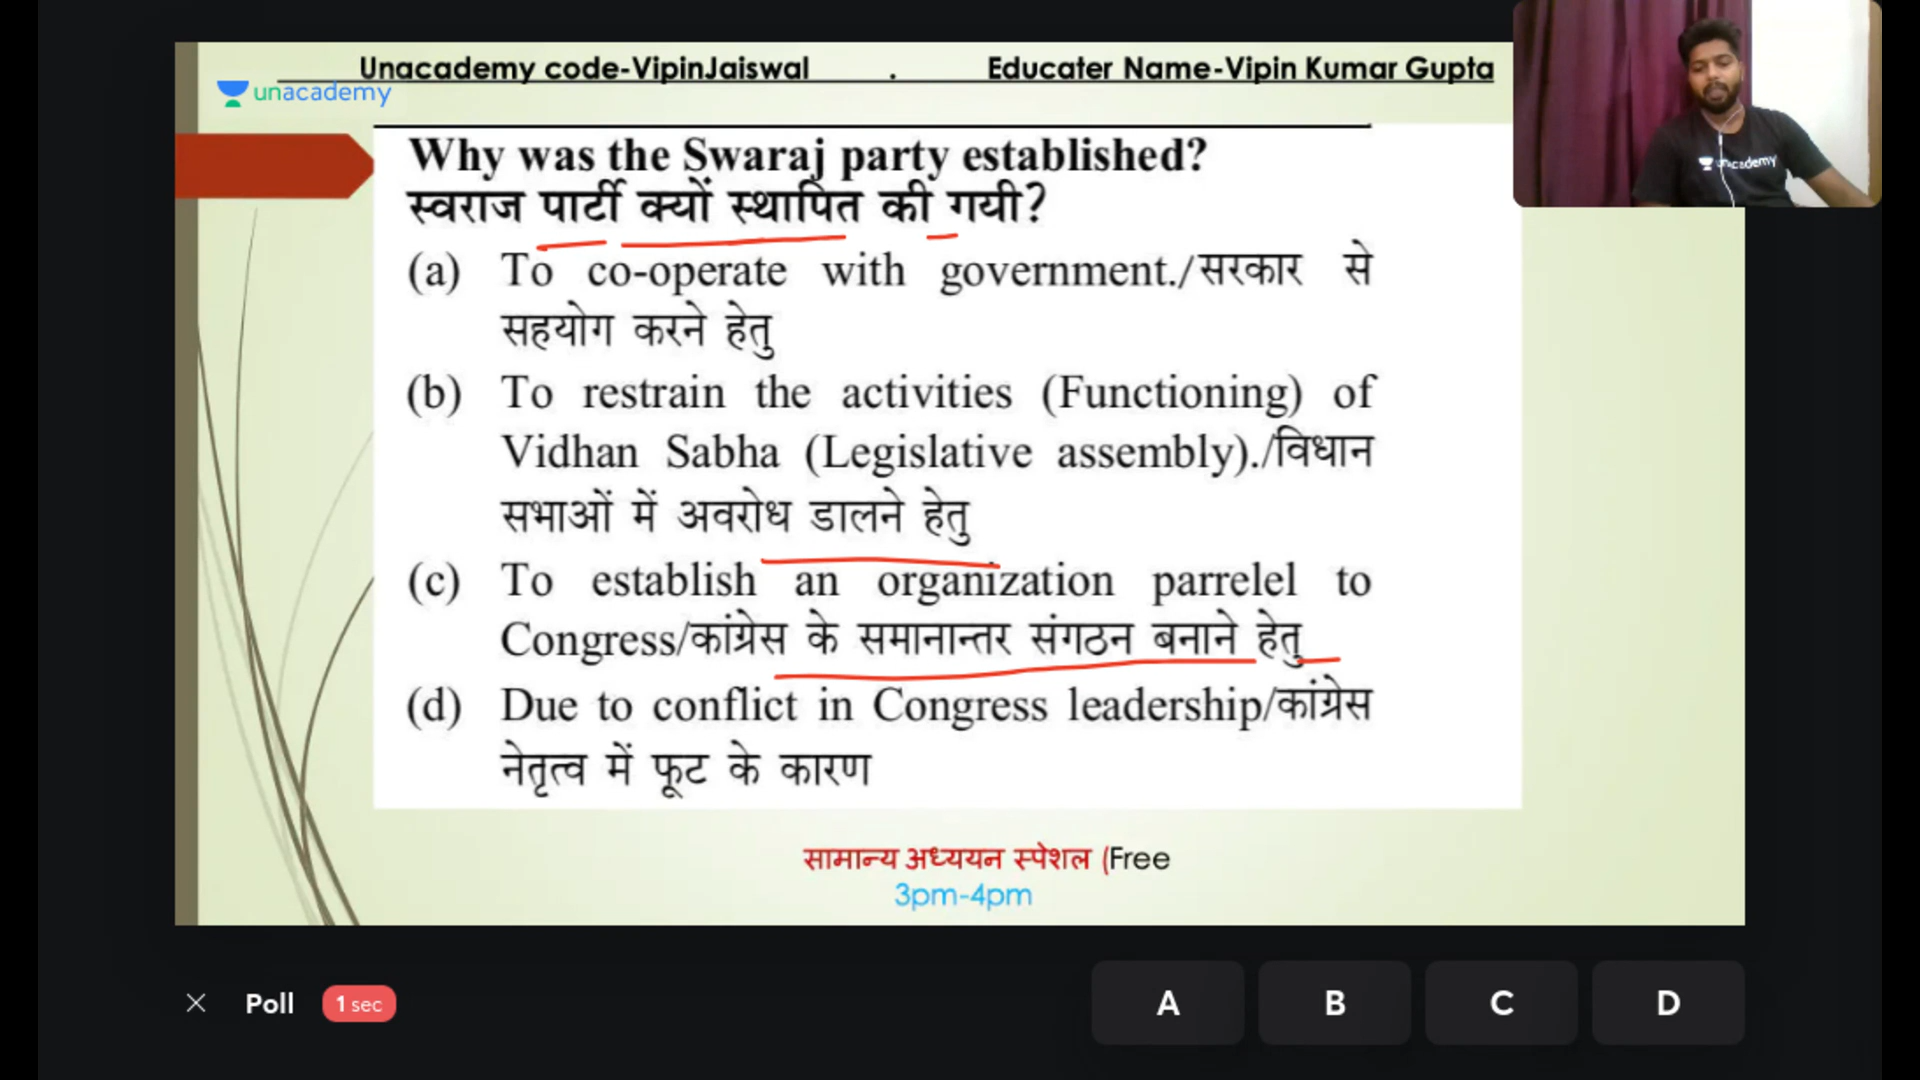 Unacademy code-VipinJaiswal . Educater Name-Vipin Kumar Gupta
unacademy
unacademy
Why was the Swaraj party established?
स्वराज पार्टी क्यों स्थापित की गयी?
(a) To co-operate with government./सरकार से
सहयोग करने हेतु
(b) To restrain the activities (Functioning) of
Vidhan Sabha (Legislative assembly)./विधान
सभाओं में अवरोध डालने हेतु
(c) To establish an organization parrelel to
Congress/कांग्रेस के समानान्तर संगठन बनाने हेतु
(d) Due to conflict in Congress leadership/कांग्रेस
नेतृत्व में फूट के कारण
सामान्य अध्ययन स्पेशल (Free
3pm-4pm
Poll 1 sec A B C D